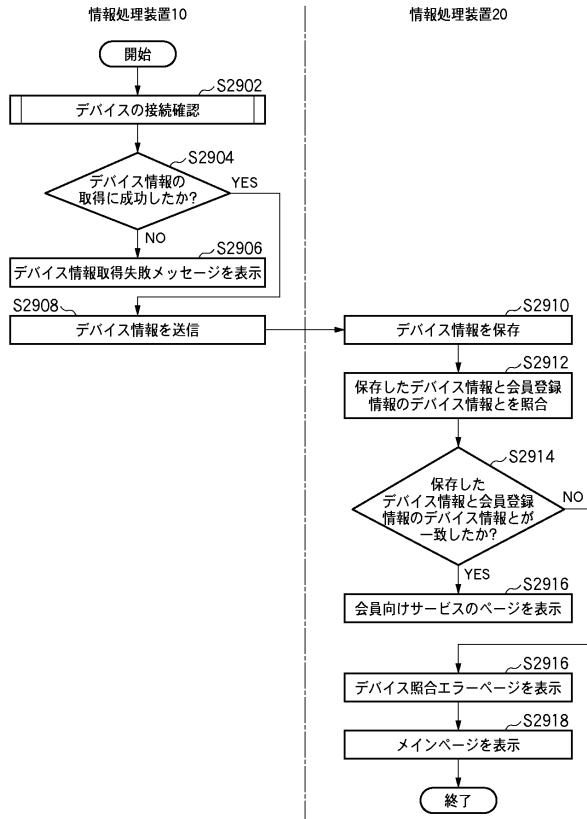 情報処理装置10
情報処理装置20
開始
S2902
デバイスの接続確認
S2904
デバイス情報の
取得に成功したか?
YES
NO
S2906
デバイス情報取得失敗メッセージを表示
S2908
デバイス情報を送信
S2910
デバイス情報を保存
S2912
保存したデバイス情報と会員登録
情報のデバイス情報とを照合
S2914
保存した
デバイス情報と会員登録
情報のデバイス情報とが
一致したか?
NO
YES
S2916
会員向けサービスのページを表示
S2916
デバイス照合エラーページを表示
S2918
メインページを表示
終了